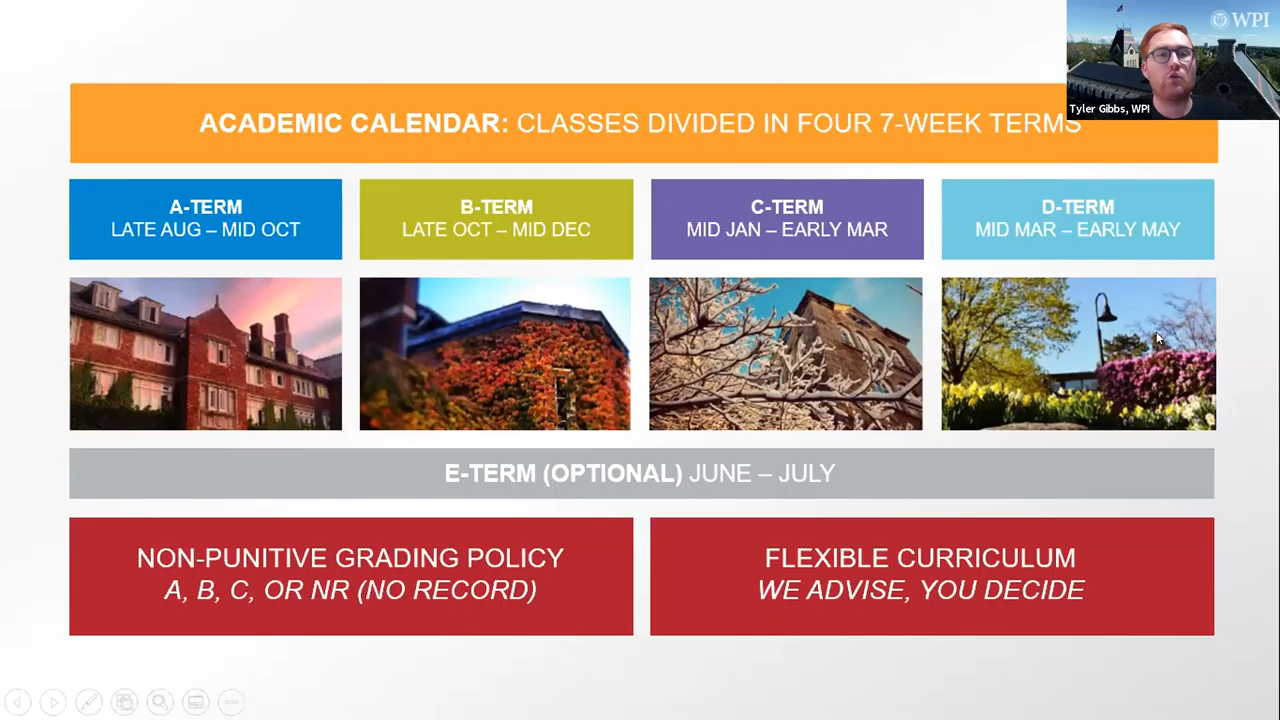 WPI
Tyler Gibbs, WPI
ACADEMIC CALENDAR: CLASSES DIVIDED IN FOUR 7-WEEK TERMS
A-TERM
LATE AUG – MID OCT
B-TERM
LATE OCT – MID DEC
C-TERM
MID JAN – EARLY MAR
D-TERM
MID MAR – EARLY MAY
E-TERM (OPTIONAL) JUNE – JULY
NON-PUNITIVE GRADING POLICY
A, B, C, OR NR (NO RECORD)
FLEXIBLE CURRICULUM
WE ADVISE, YOU DECIDE